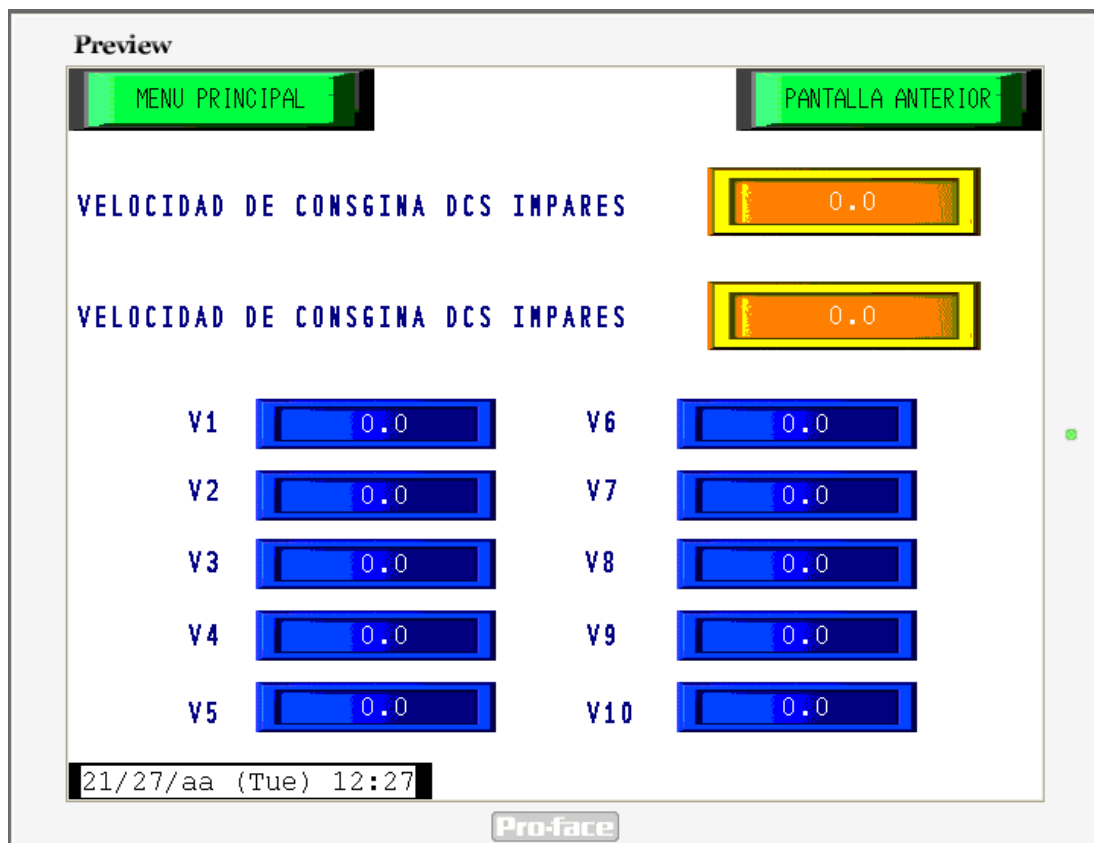 Preview
MENU PRINCIPAL PANTALLA ANTERIOR
VELOCIDAD DE CONSGINA DCS IMPARES 0.0
VELOCIDAD DE CONSGINA DCS IMPARES 0.0
V1 0.0 V6 0.0
V2 0.0 V7 0.0
V3 0.0 V8 0.0
V4 0.0 V9 0.0
V5 0.0 V10 0.0
21/27/aa (Tue) 12:27
Pro-face